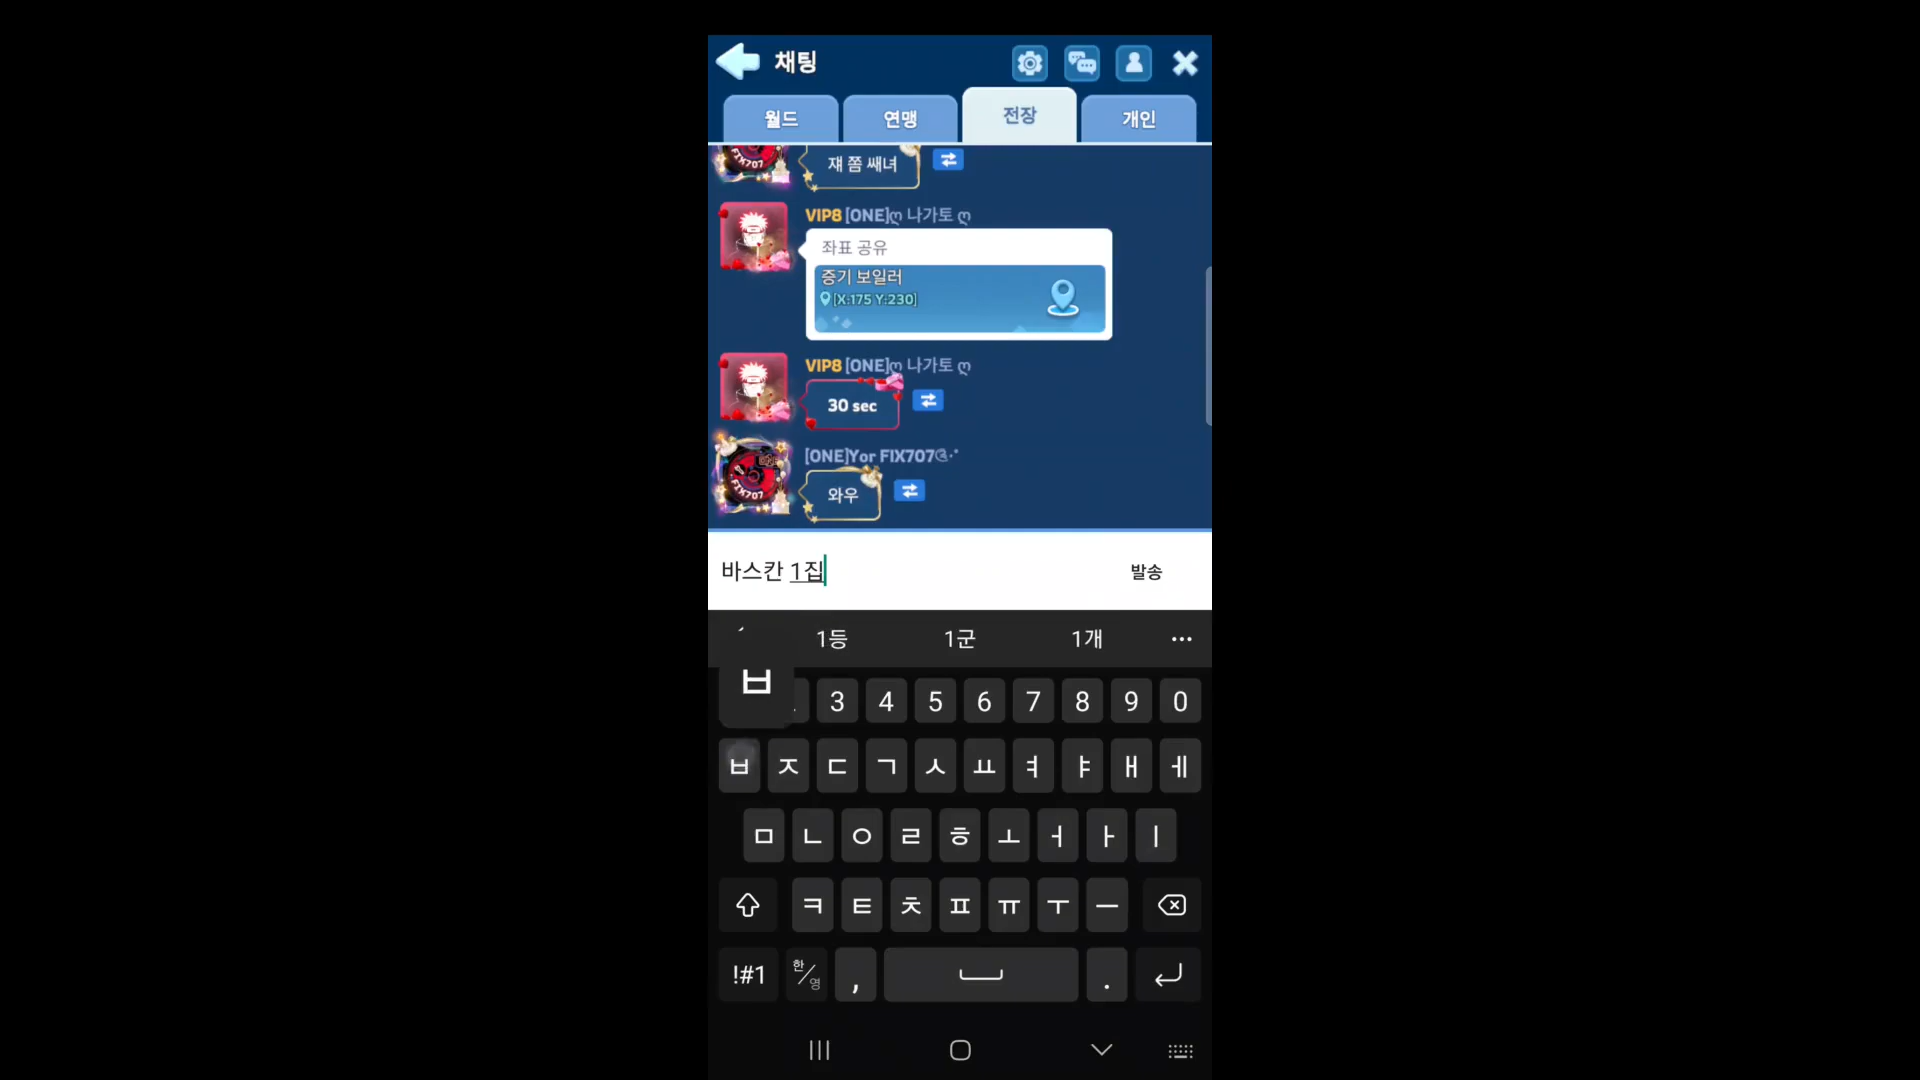 채팅
월드
연맹
전장
개인
FIX707
쟤 쫌 쌔녀
VIP8 [ONE]ღ 나가토 ღ
좌표 공유
증기 보일러
[X:175 Y:230]
VIP8 [ONE]ღ 나가토 ღ
30 sec
[ONE]Yor FIX707
FIX707
와우
바스칸 1집
발송
1등
1군
1개
ㅂ
3 4 5 6 7 8 9 0
ㅂ ㅈ ㄷ ㄱ ㅅ ㅛ ㅕ ㅑ ㅐ ㅔ
ㅁ ㄴ ㅇ ㄹ ㅎ ㅗ ㅓ ㅏ ㅣ
ㅋ ㅌ ㅊ ㅍ ㅠ ㅜ ㅡ
!#1 한/영 , .